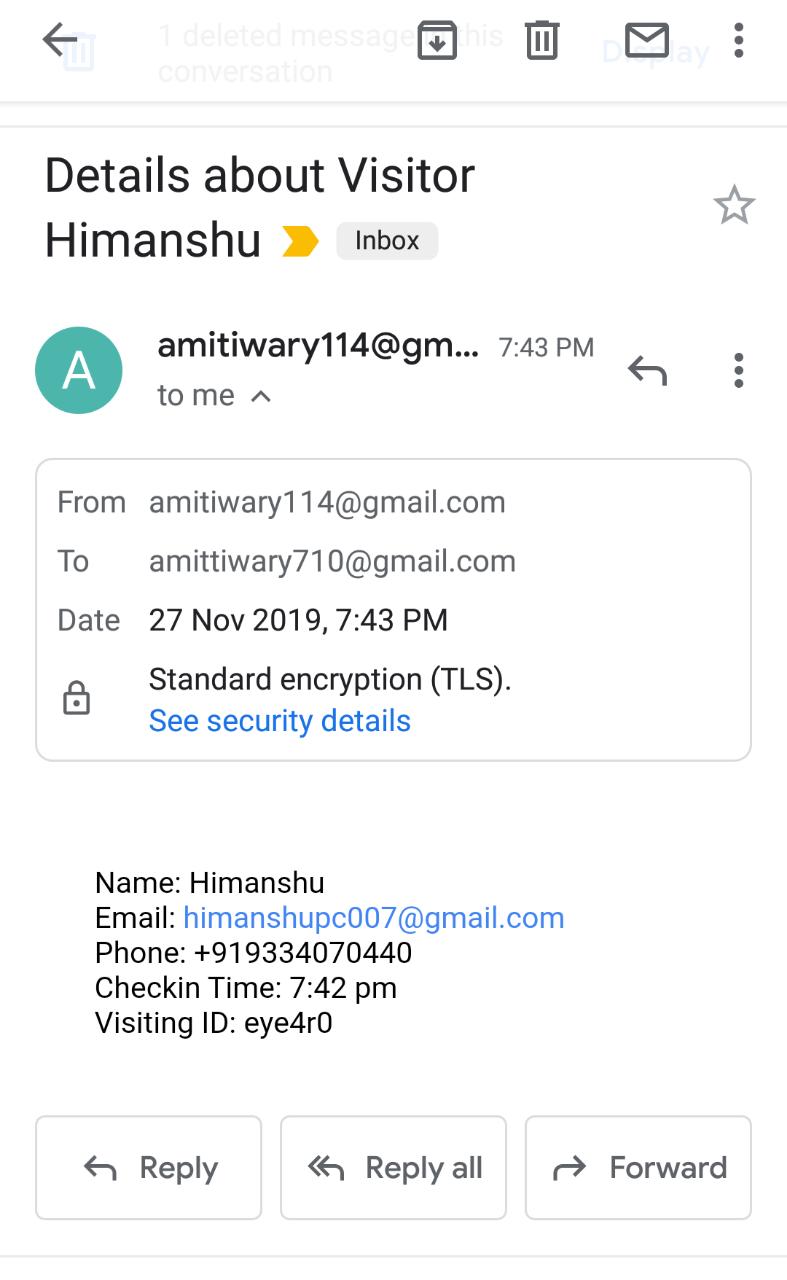 1 deleted message in this
conversation
Display
Details about Visitor
Himanshu Inbox
A
amitiwary114@gm... 7:43 PM
to me
From amitiwary114@gmail.com
To amittiwary710@gmail.com
Date 27 Nov 2019, 7:43 PM
Standard encryption (TLS).
See security details
Name: Himanshu
Email: himanshupc007@gmail.com
Phone: +919334070440
Checkin Time: 7:42 pm
Visiting ID: eye4r0
Reply Reply all Forward